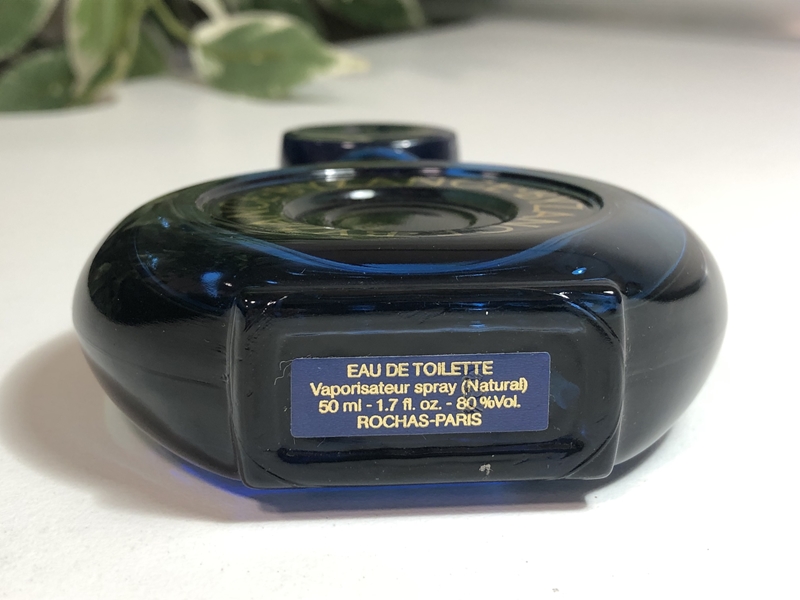 EAU DE TOILETTE
Vaporisateur spray (Natural)
50 ml - 1.7 fl. oz. - 80 %Vol.
ROCHAS-PARIS